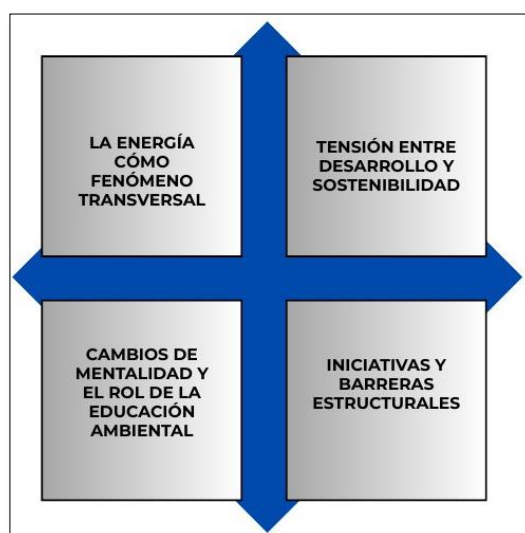 LA ENERGÍA
CÓMO
FENÓMENO
TRANSVERSAL
TENSIÓN ENTRE
DESARROLLO Y
SOSTENIBILIDAD
CAMBIOS DE
MENTALIDAD Y
EL ROL DE LA
EDUCACIÓN
AMBIENTAL
INICIATIVAS Y
BARRERAS
ESTRUCTURALES